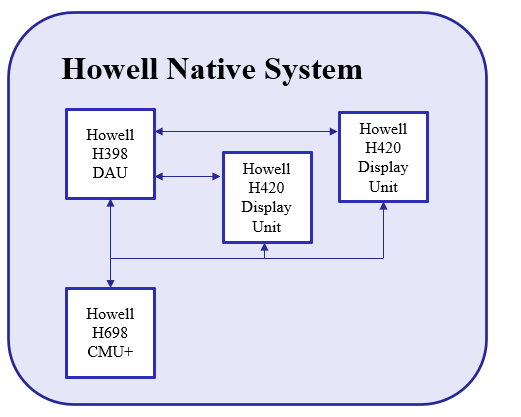 Howell Native System
Howell
H398
DAU
Howell
H420
Display
Unit
Howell
H420
Display
Unit
Howell
H698
CMU+